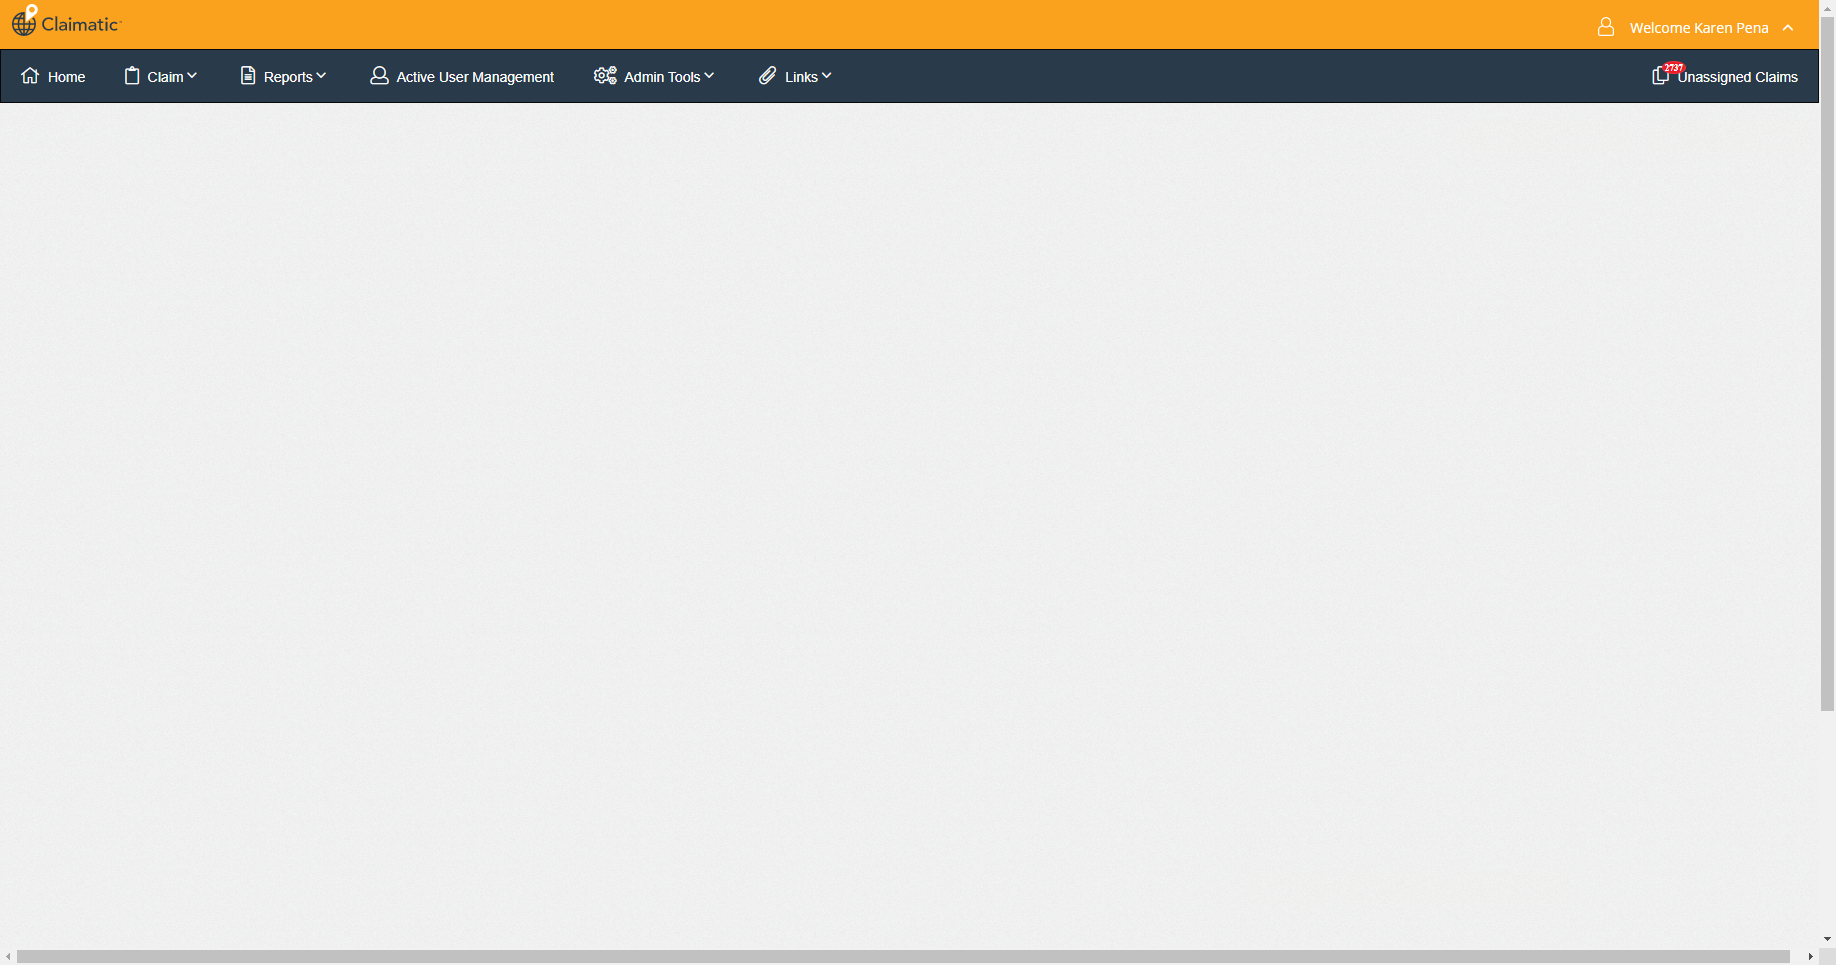 Claimatic
Welcome Karen Pena
Home
Claim
Reports
Active User Management
Admin Tools
Links
2737
Unassigned Claims